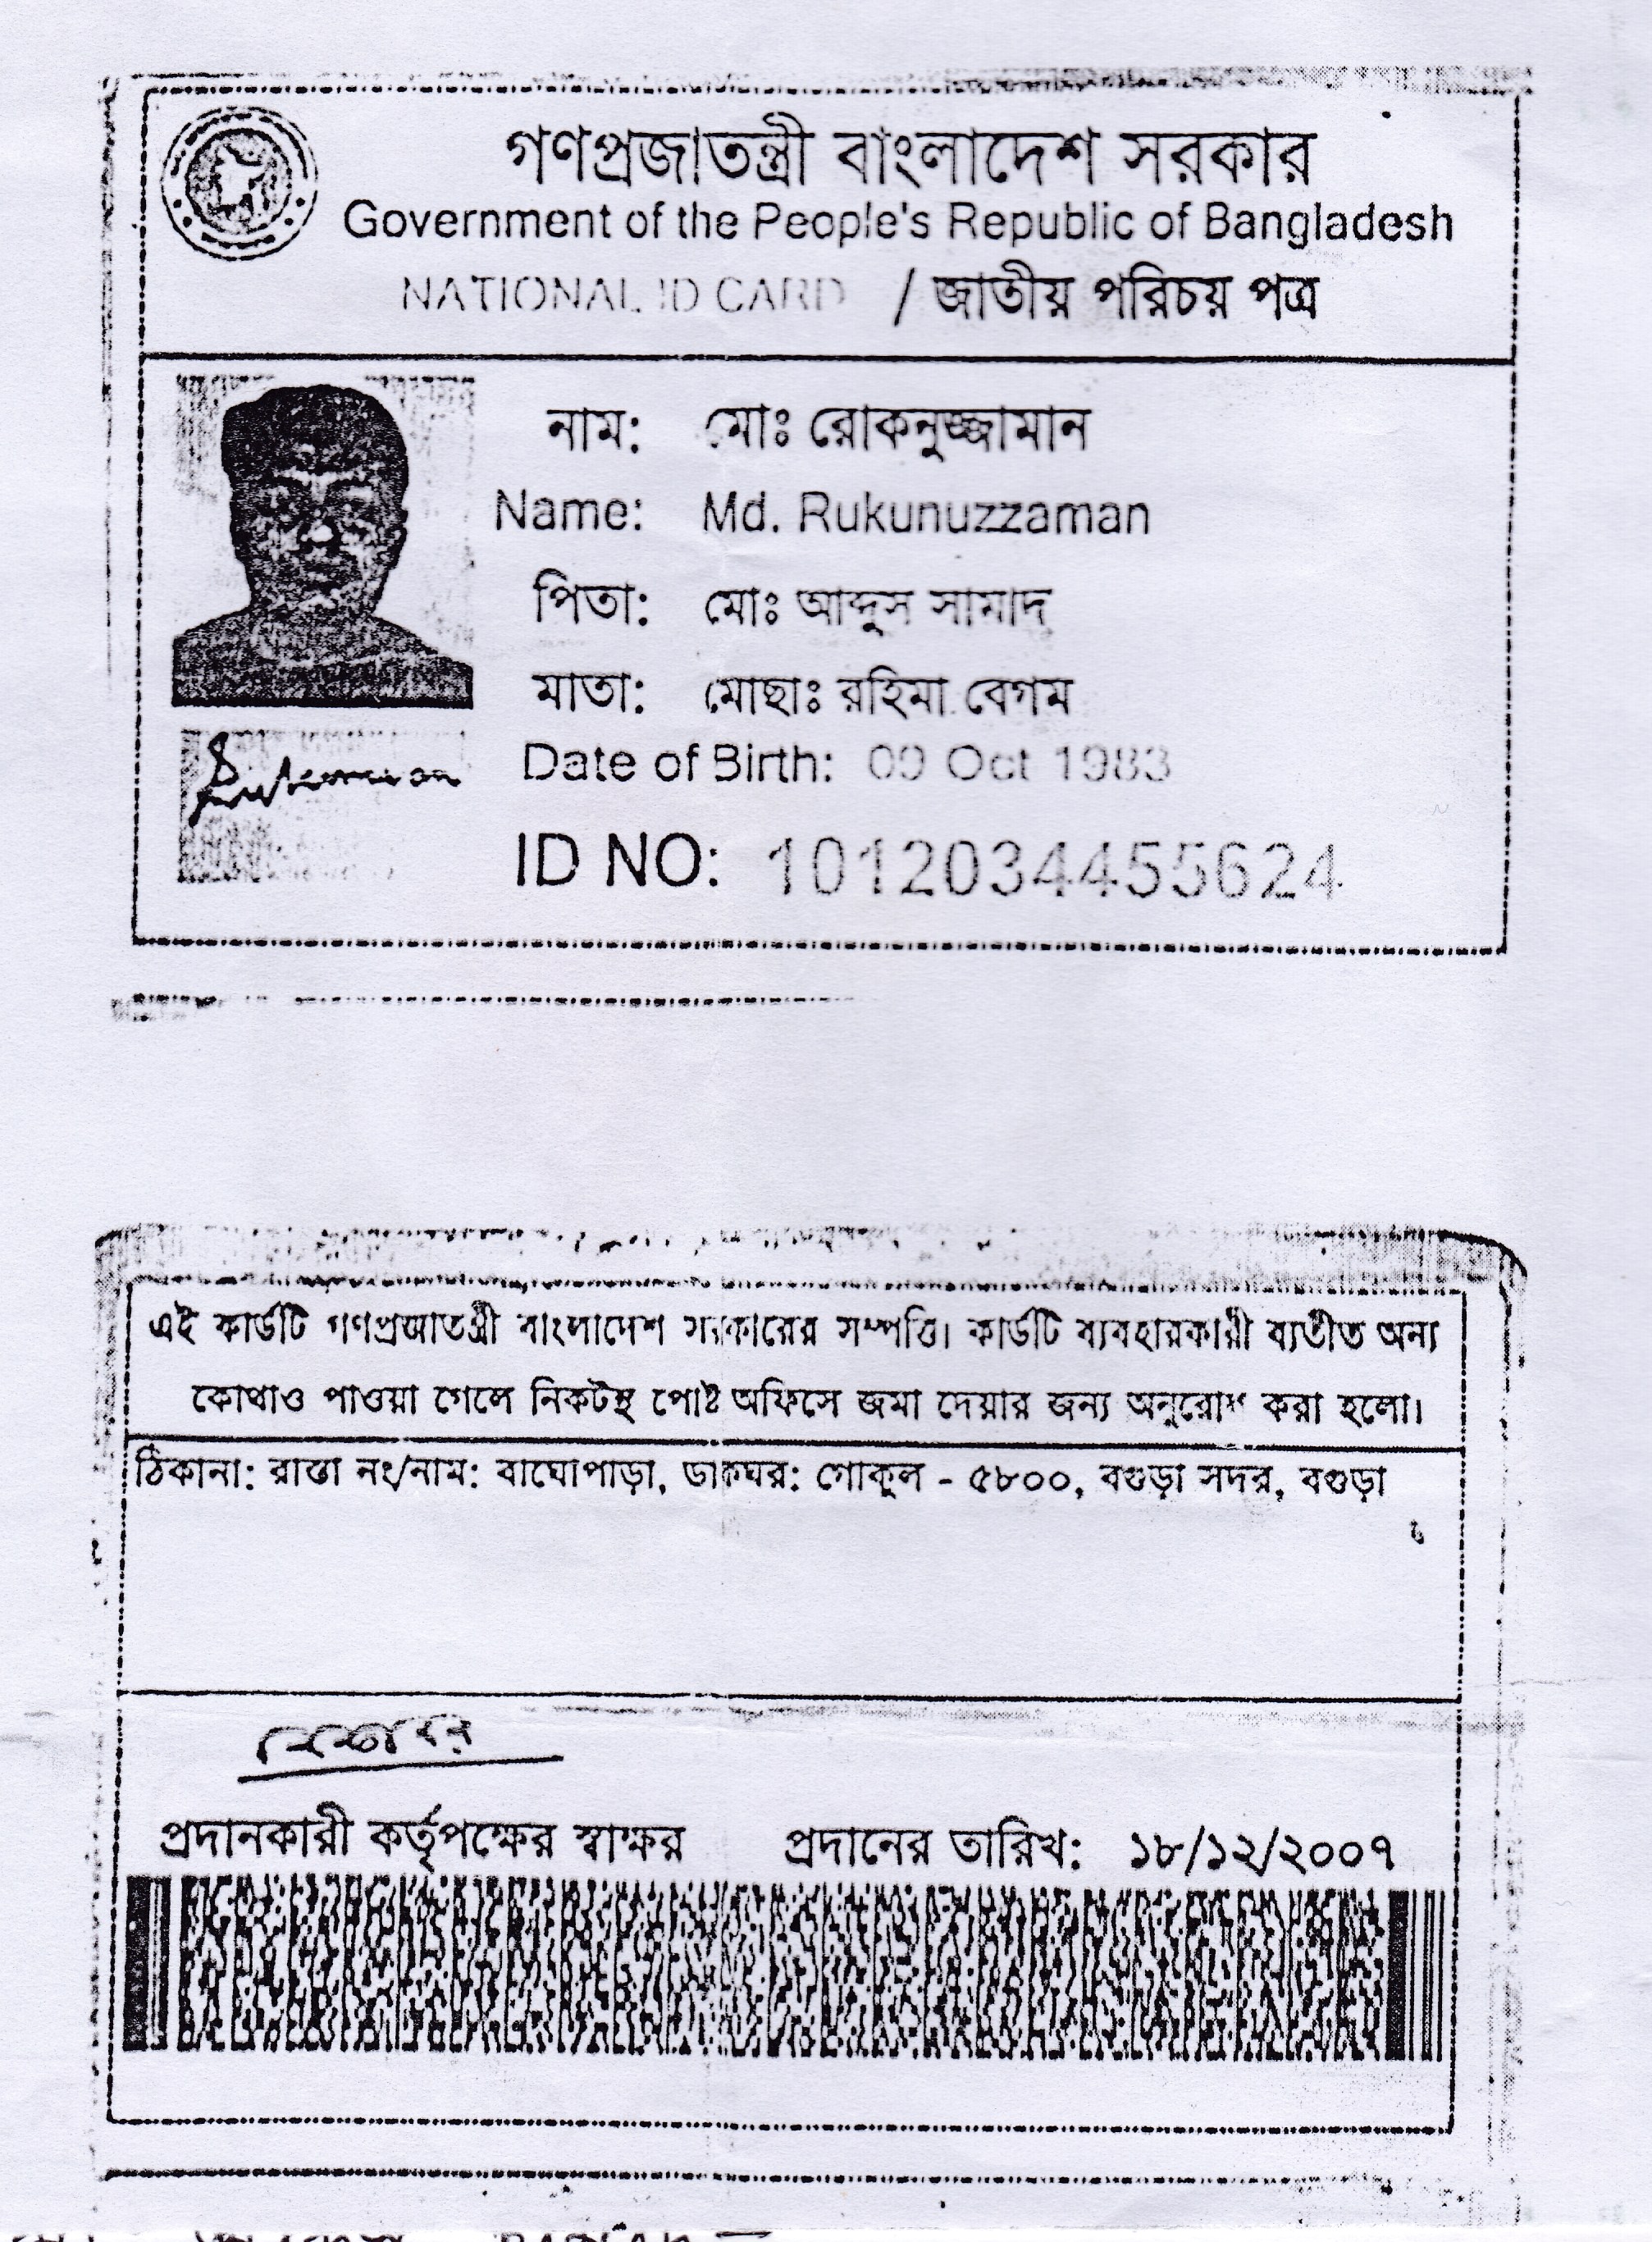 গণপ্রজাতন্ত্রী বাংলাদেশ সরকার
Government of the People's Republic of Bangladesh
NATIONAL ID CARD / জাতীয় পরিচয় পত্র
নাম: মোঃ রোকনুজ্জামান
Name: Md. Rukunuzzaman
পিতা: মোঃ আব্দুস সামাদ
মাতা: মোছাঃ রহিমা বেগম
Date of Birth: 09 Oct 1983
ID NO: 1012034455624
এই কার্ডটি গণপ্রজাতন্ত্রী বাংলাদেশ সরকারের সম্পত্তি। কার্ডটি ব্যবহারকারী ব্যতীত অন্য
কোথাও পাওয়া গেলে নিকটস্থ পোষ্ট অফিসে জমা দেয়ার জন্য অনুরোধ করা হলো।
ঠিকানা: রাস্তা নং/নাম: বাঘোপাড়া, ডাকঘর: গোকুল - ৫৮০০, বগুড়া সদর, বগুড়া
প্রদানকারী কর্তৃপক্ষের স্বাক্ষর প্রদানের তারিখ: ১৮/১২/২০০৭